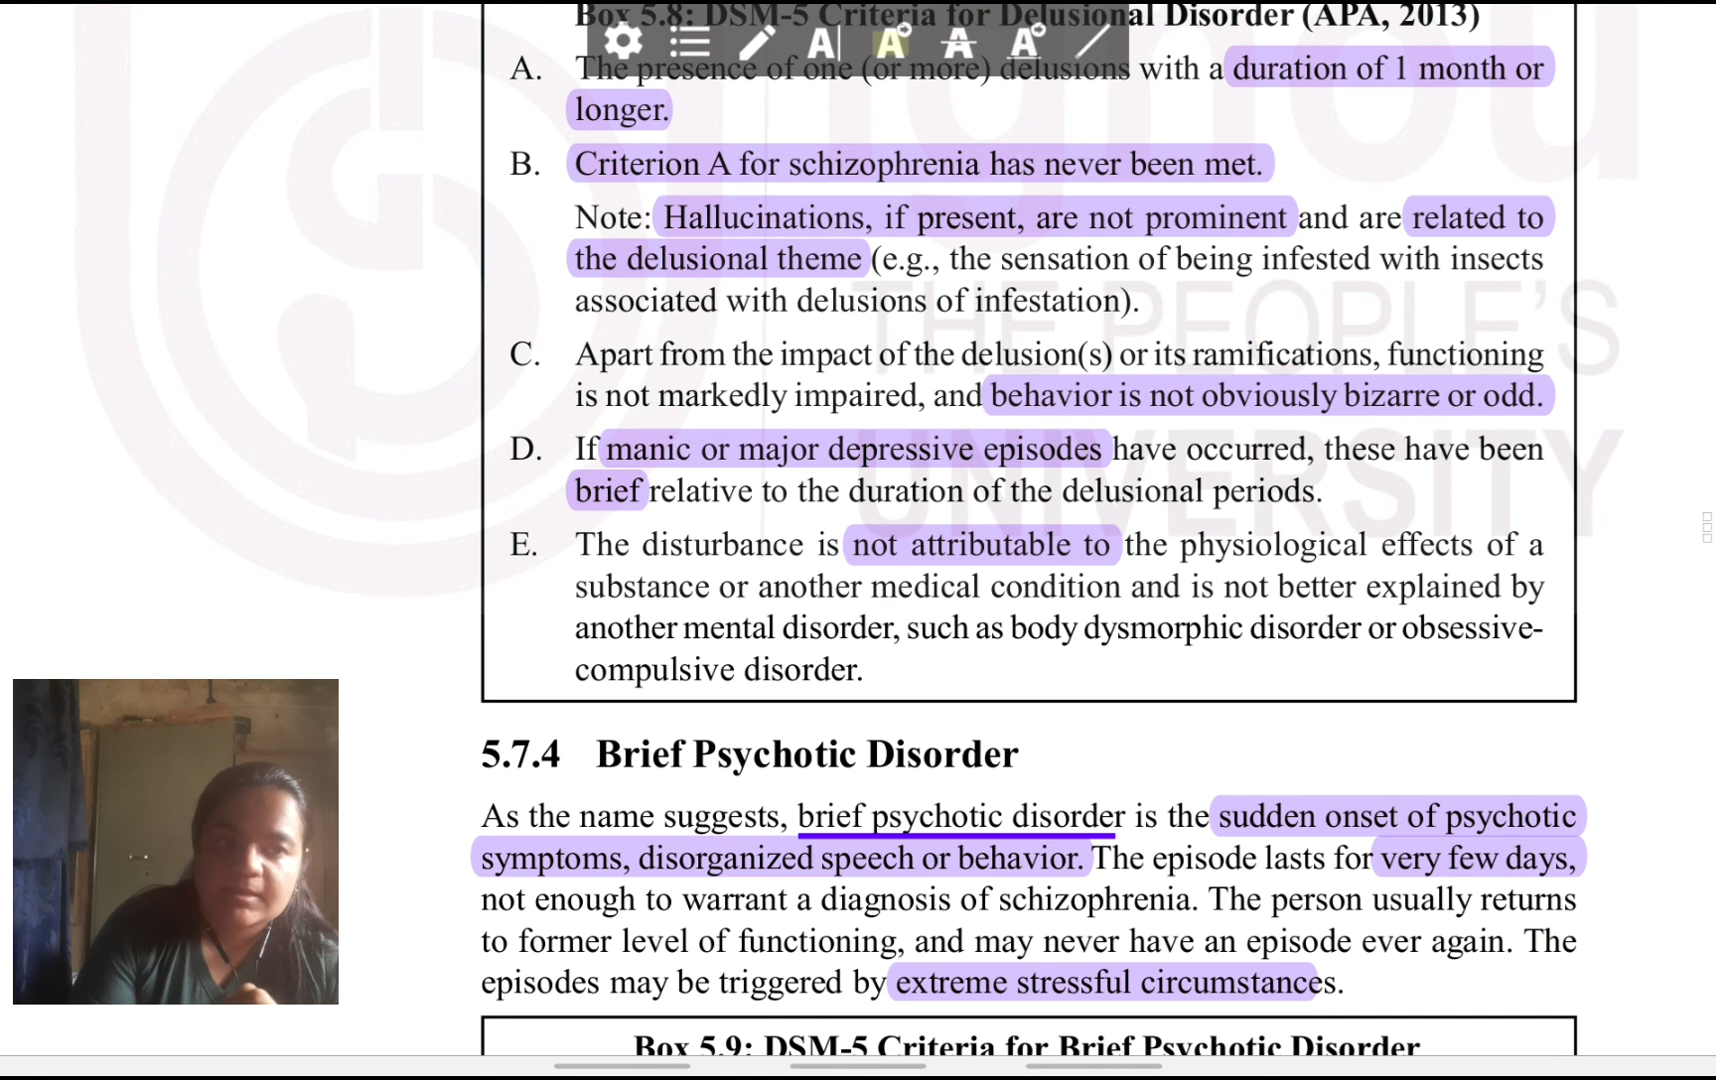 Box 5.8: DSM-5 Criteria for Delusional Disorder (APA, 2013)
A. The presence of one (or more) delusions with a duration of 1 month or
longer.
B. Criterion A for schizophrenia has never been met.
Note: Hallucinations, if present, are not prominent and are related to
the delusional theme (e.g., the sensation of being infested with insects
associated with delusions of infestation).
C. Apart from the impact of the delusion(s) or its ramifications, functioning
is not markedly impaired, and behavior is not obviously bizarre or odd.
D. If manic or major depressive episodes have occurred, these have been
brief relative to the duration of the delusional periods.
E. The disturbance is not attributable to the physiological effects of a
substance or another medical condition and is not better explained by
another mental disorder, such as body dysmorphic disorder or obsessive-
compulsive disorder.
5.7.4 Brief Psychotic Disorder
As the name suggests, brief psychotic disorder is the sudden onset of psychotic
symptoms, disorganized speech or behavior. The episode lasts for very few days,
not enough to warrant a diagnosis of schizophrenia. The person usually returns
to former level of functioning, and may never have an episode ever again. The
episodes may be triggered by extreme stressful circumstances.
Box 5.9: DSM-5 Criteria for Brief Psychotic Disorder
ignou
THE PEOPLE'S
UNIVERSITY